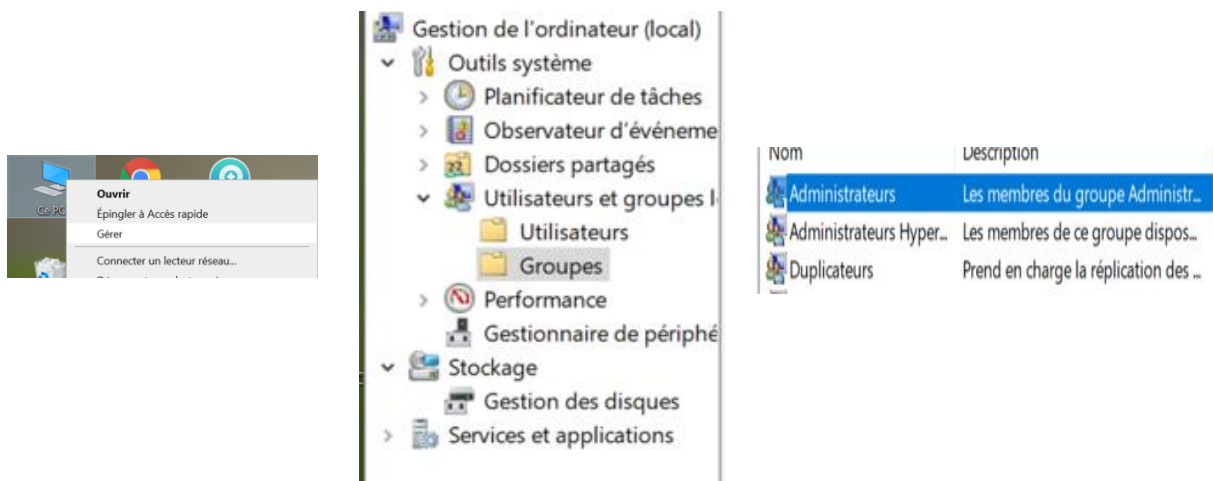 Ce PC
Ouvrir
Épingler à Accès rapide
Gérer
Connecter un lecteur réseau...
Gestion de l'ordinateur (local)
Outils système
Planificateur de tâches
Observateur d'événeme
Dossiers partagés
Utilisateurs et groupes l
Utilisateurs
Groupes
Performance
Gestionnaire de périphé
Stockage
Gestion des disques
Services et applications
Nom Description
Administrateurs Les membres du groupe Administr...
Administrateurs Hyper... Les membres de ce groupe dispos...
Duplicateurs Prend en charge la réplication des ...